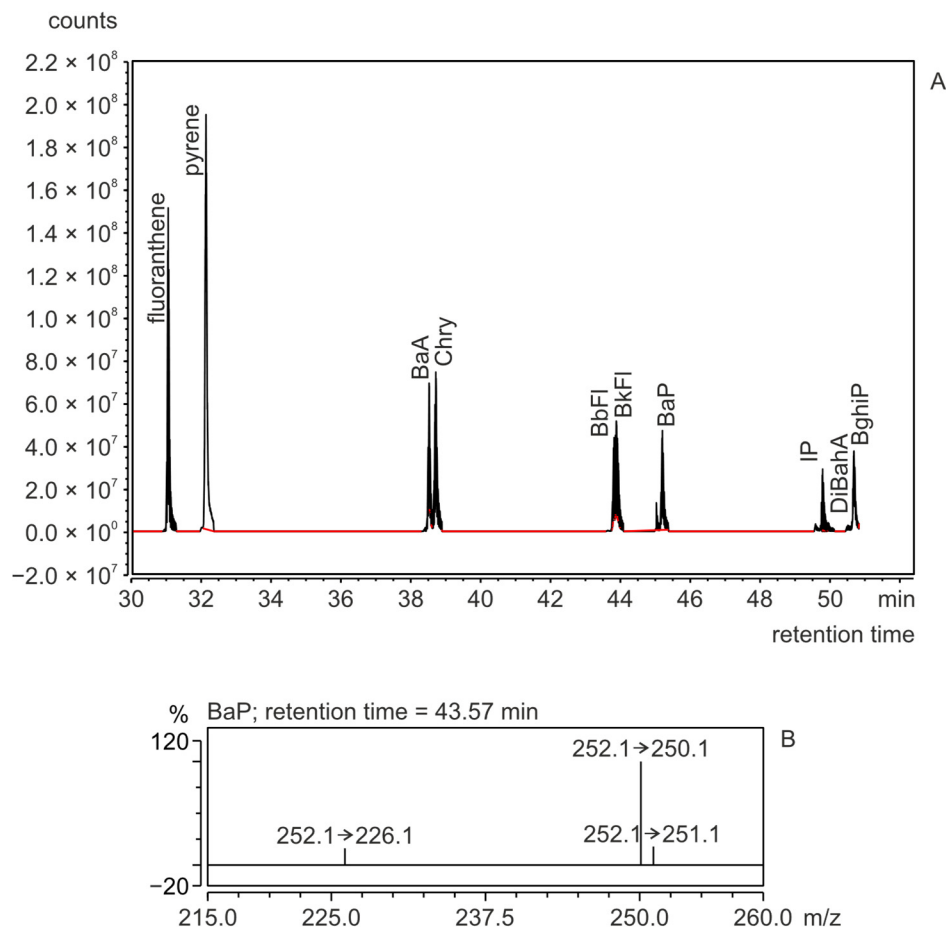 counts
2.2 × 10⁸
A
2.0 × 10⁸
pyrene
1.8 × 10⁸
1.6 × 10⁸
fluoranthene
1.4 × 10⁸
1.2 × 10⁸
1.0 × 10⁸
BaA
Chry
8.0 × 10⁷
BbFl
BkFl
BaP
6.0 × 10⁷
IP
DiBahA
BghiP
4.0 × 10⁷
2.0 × 10⁷
0.0 × 10⁰
−2.0 × 10⁷
30 32 34 36 38 40 42 44 46 48 50 min
retention time
% BaP; retention time = 43.57 min
120
B
252.1→250.1
252.1→226.1
252.1→251.1
−20
215.0 225.0 237.5 250.0 260.0 m/z